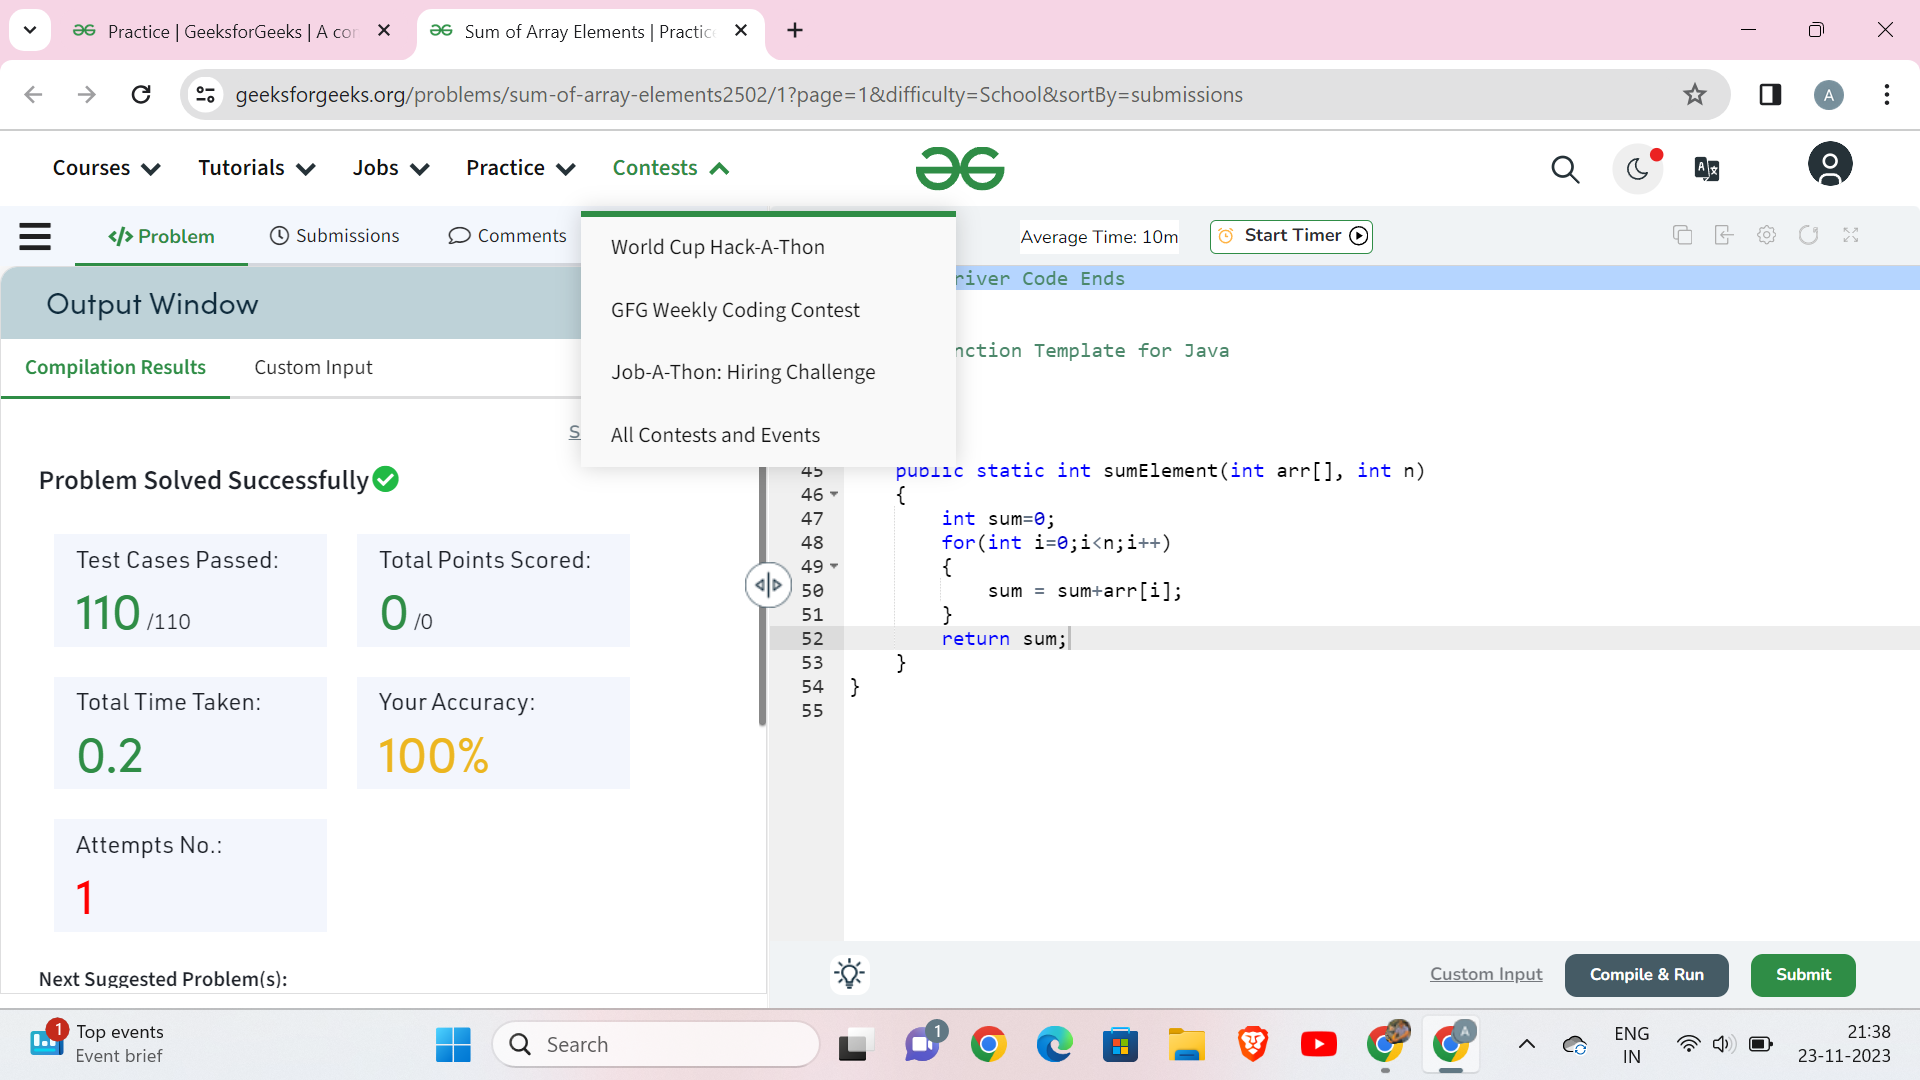 Practice | GeeksforGeeks | A cor
Sum of Array Elements | Practic
geeksforgeeks.org/problems/sum-of-array-elements2502/1?page=1&difficulty=School&sortBy=submissions
A
Courses
Tutorials
Jobs
Practice
Contests
World Cup Hack-A-Thon
GFG Weekly Coding Contest
Job-A-Thon: Hiring Challenge
All Contests and Events
</> Problem
Submissions
Comments
Average Time: 10m
Start Timer
Output Window
Compilation Results
Custom Input
S
Problem Solved Successfully
Test Cases Passed:
110 /110
Total Points Scored:
0 /0
Total Time Taken:
0.2
Your Accuracy:
100%
Attempts No.:
1
Next Suggested Problem(s):
river Code Ends
nction Template for Java
45 public static int sumElement(int arr[], int n)
46 {
47 int sum=0;
48 for(int i=0;i<n;i++)
49 {
50 sum = sum+arr[i];
51 }
52 return sum;
53 }
54 }
55
Custom Input
Compile & Run
Submit
1
Top events
Event brief
Search
1
A
ENG
IN
21:38
23-11-2023